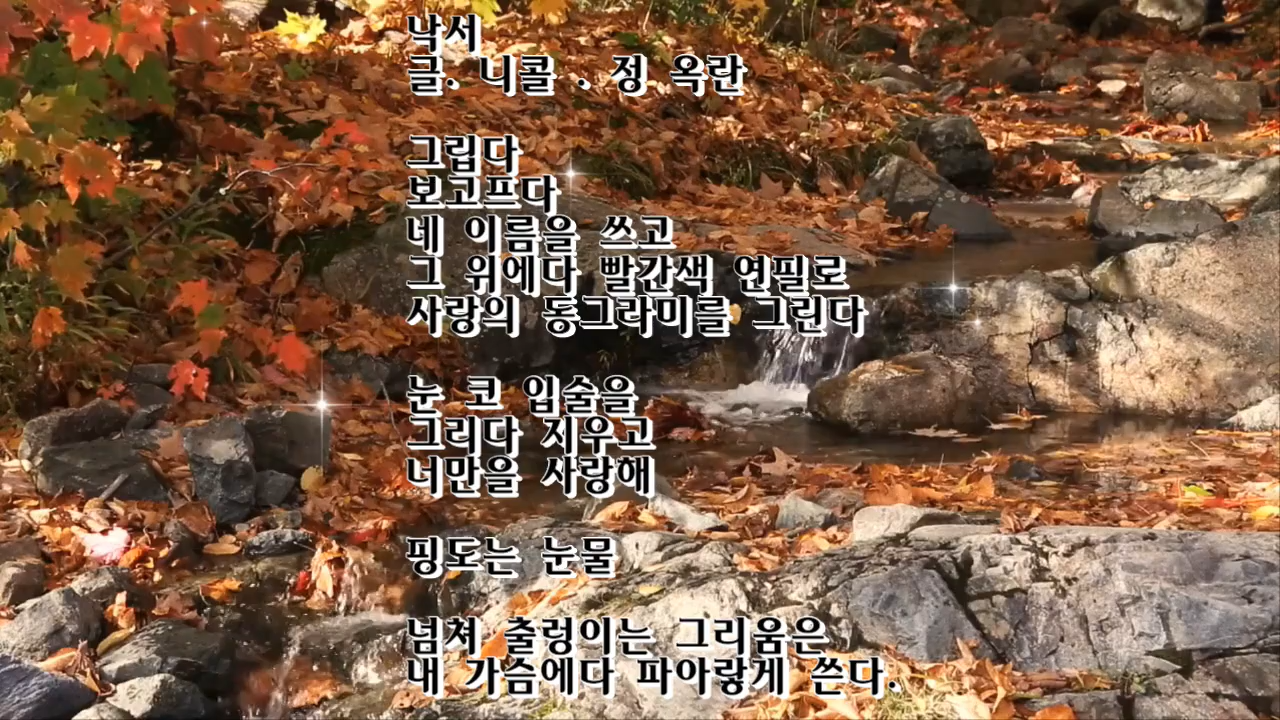 낙서
글. 니콜 . 정 옥란
그립다
보고프다
네 이름을 쓰고
그 위에다 빨간색 연필로
사랑의 동그라미를 그린다
눈 코 입술을
그리다 지우고
너만을 사랑해
핑도는 눈물
넘쳐 출렁이는 그리움은
내 가슴에다 파아랗게 쓴다.